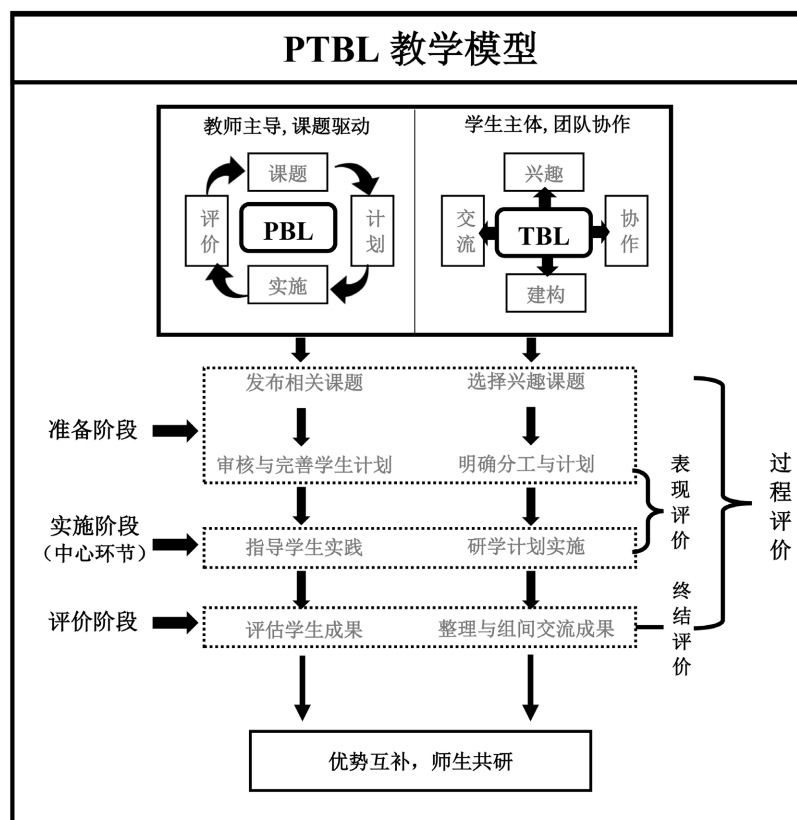 PTBL 教学模型
教师主导, 课题驱动
学生主体, 团队协作
课题
评价
PBL
计划
实施
兴趣
交流
TBL
协作
建构
发布相关课题
选择兴趣课题
准备阶段
审核与完善学生计划
明确分工与计划
表现评价
过程评价
实施阶段
（中心环节）
指导学生实践
研学计划实施
评价阶段
评估学生成果
整理与组间交流成果
终结评价
优势互补，师生共研